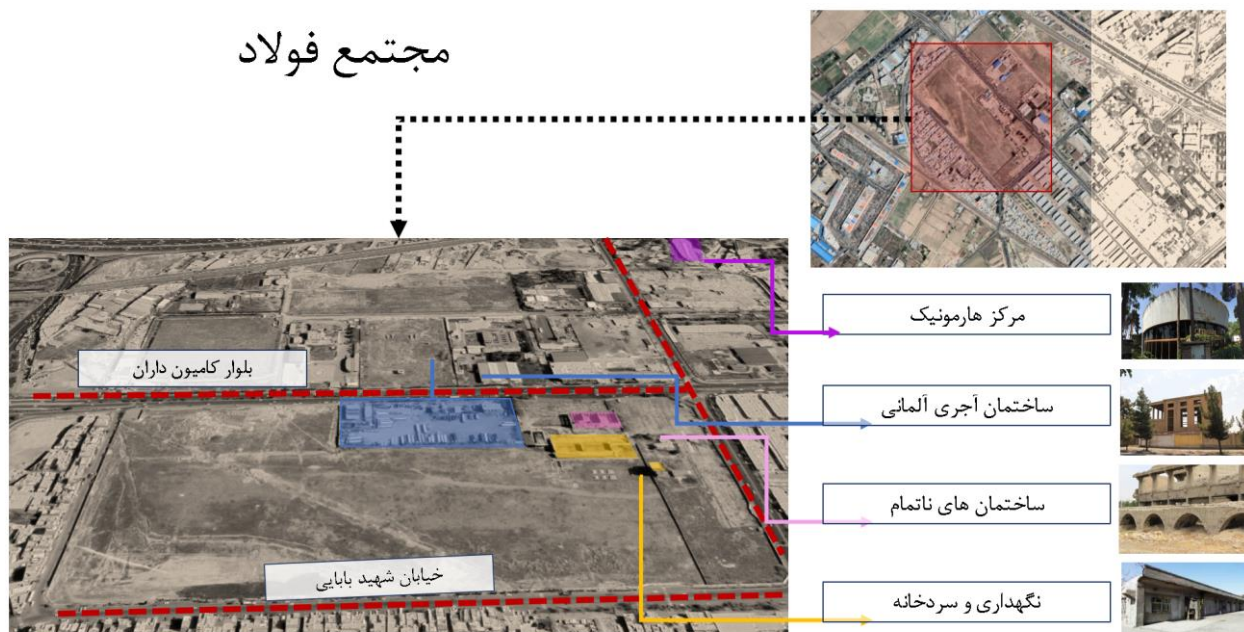 مجتمع فولاد
مرکز هارمونیک
بلوار کامیون داران
ساختمان آجری آلمانی
ساختمان های ناتمام
خیابان شهید بابایی
نگهداری و سردخانه